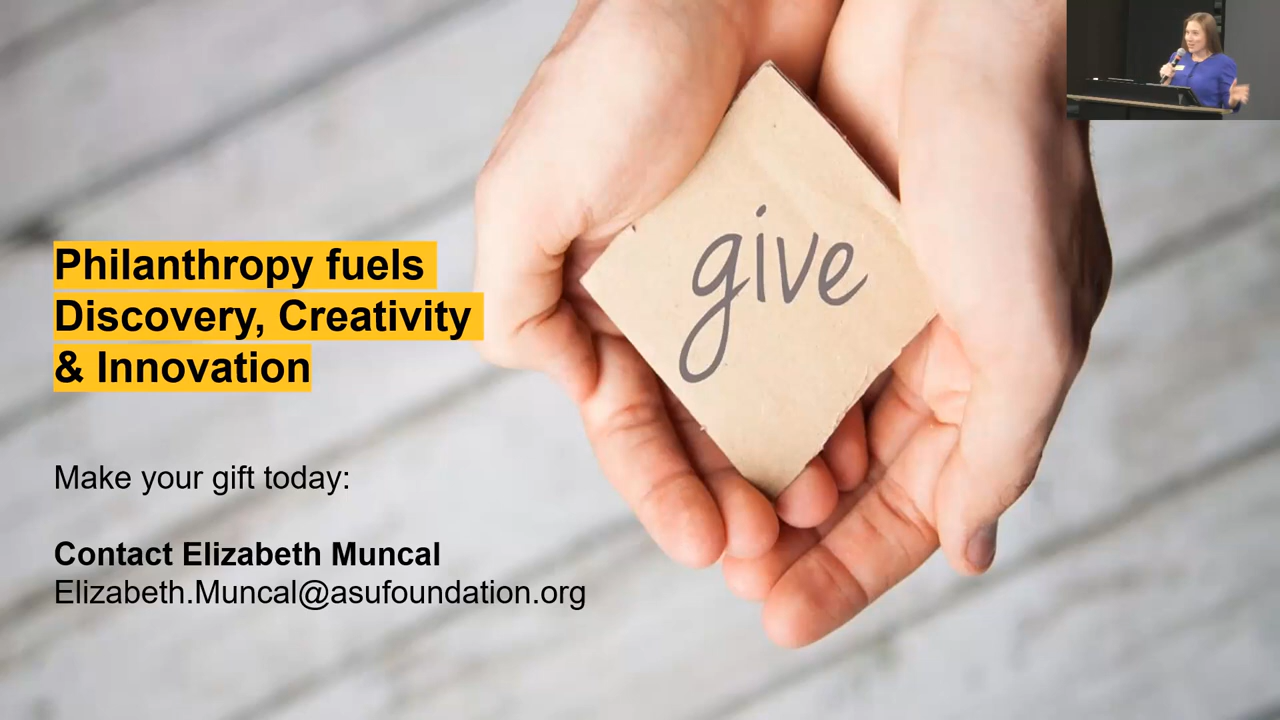 Philanthropy fuels
Discovery, Creativity
& Innovation
give
Make your gift today:
Contact Elizabeth Muncal
Elizabeth.Muncal@asufoundation.org